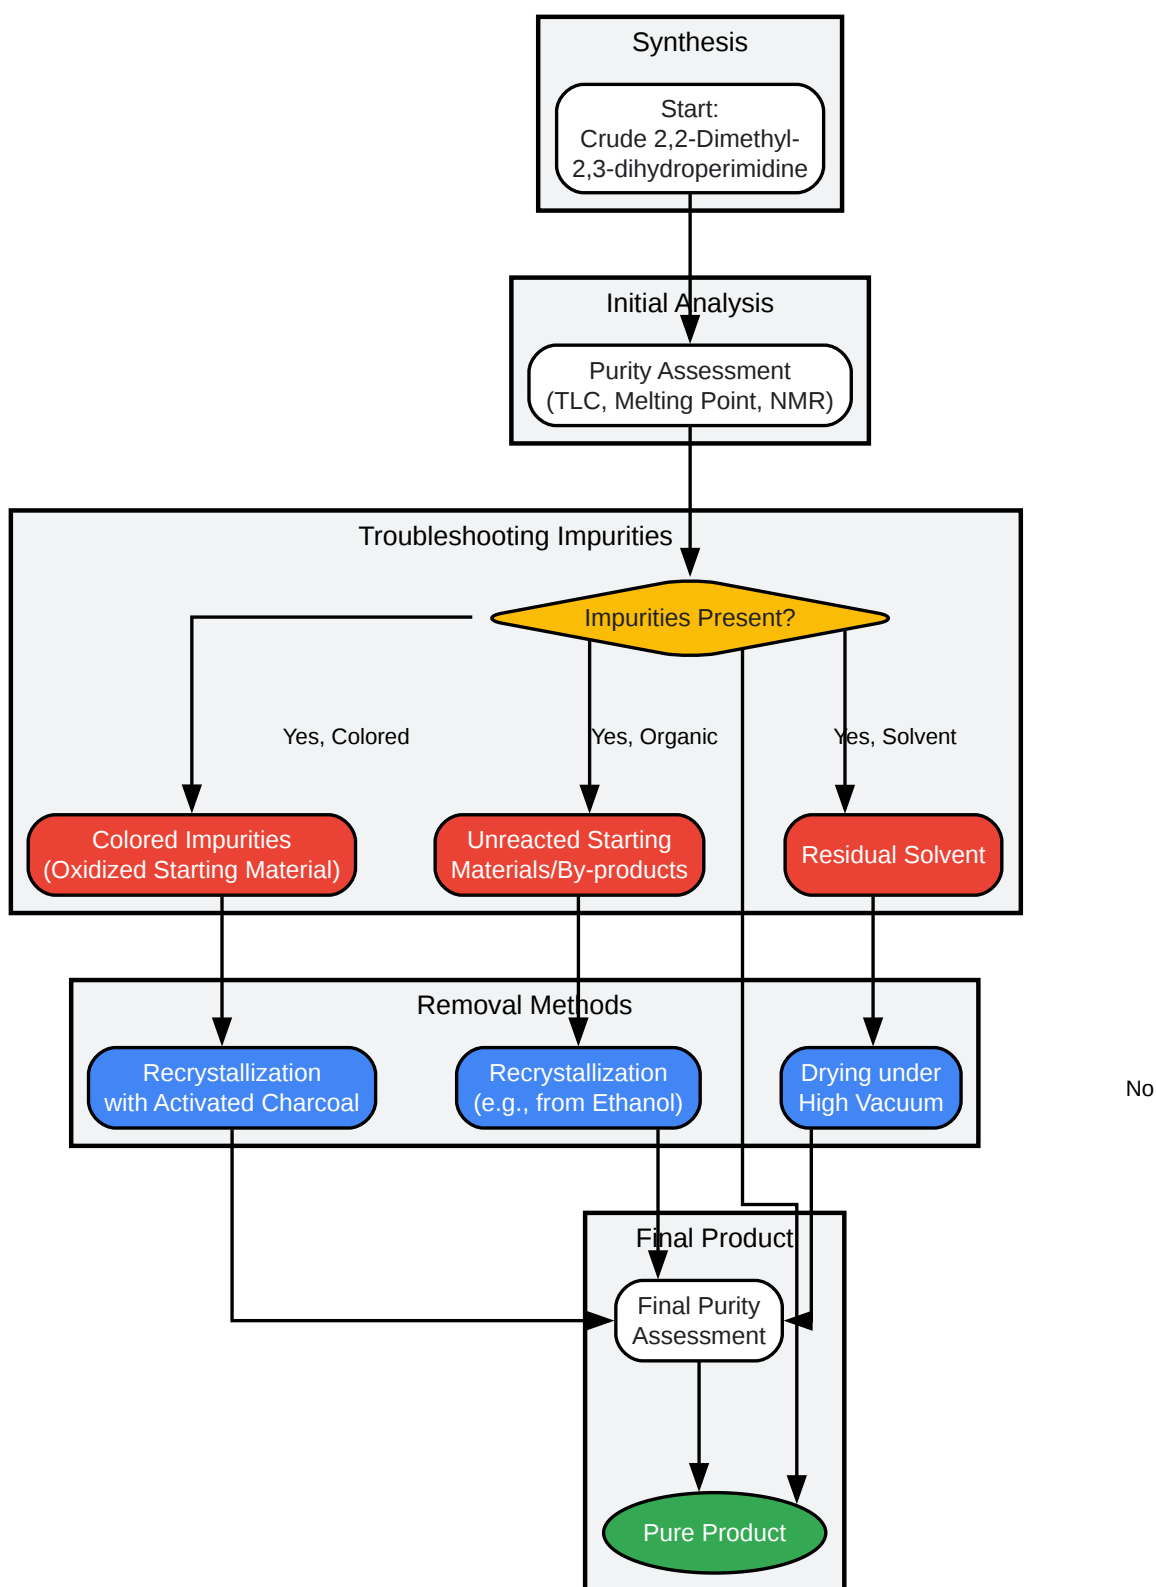 Synthesis
Start:
Crude 2,2-Dimethyl-
2,3-dihydroperimidine
Initial Analysis
Purity Assessment
(TLC, Melting Point, NMR)
Troubleshooting Impurities
Impurities Present?
Yes, Colored
Yes, Organic
Yes, Solvent
Colored Impurities
(Oxidized Starting Material)
Unreacted Starting
Materials/By-products
Residual Solvent
Removal Methods
Recrystallization
with Activated Charcoal
Recrystallization
(e.g., from Ethanol)
Drying under
High Vacuum
No
Final Product
Final Purity
Assessment
Pure Product